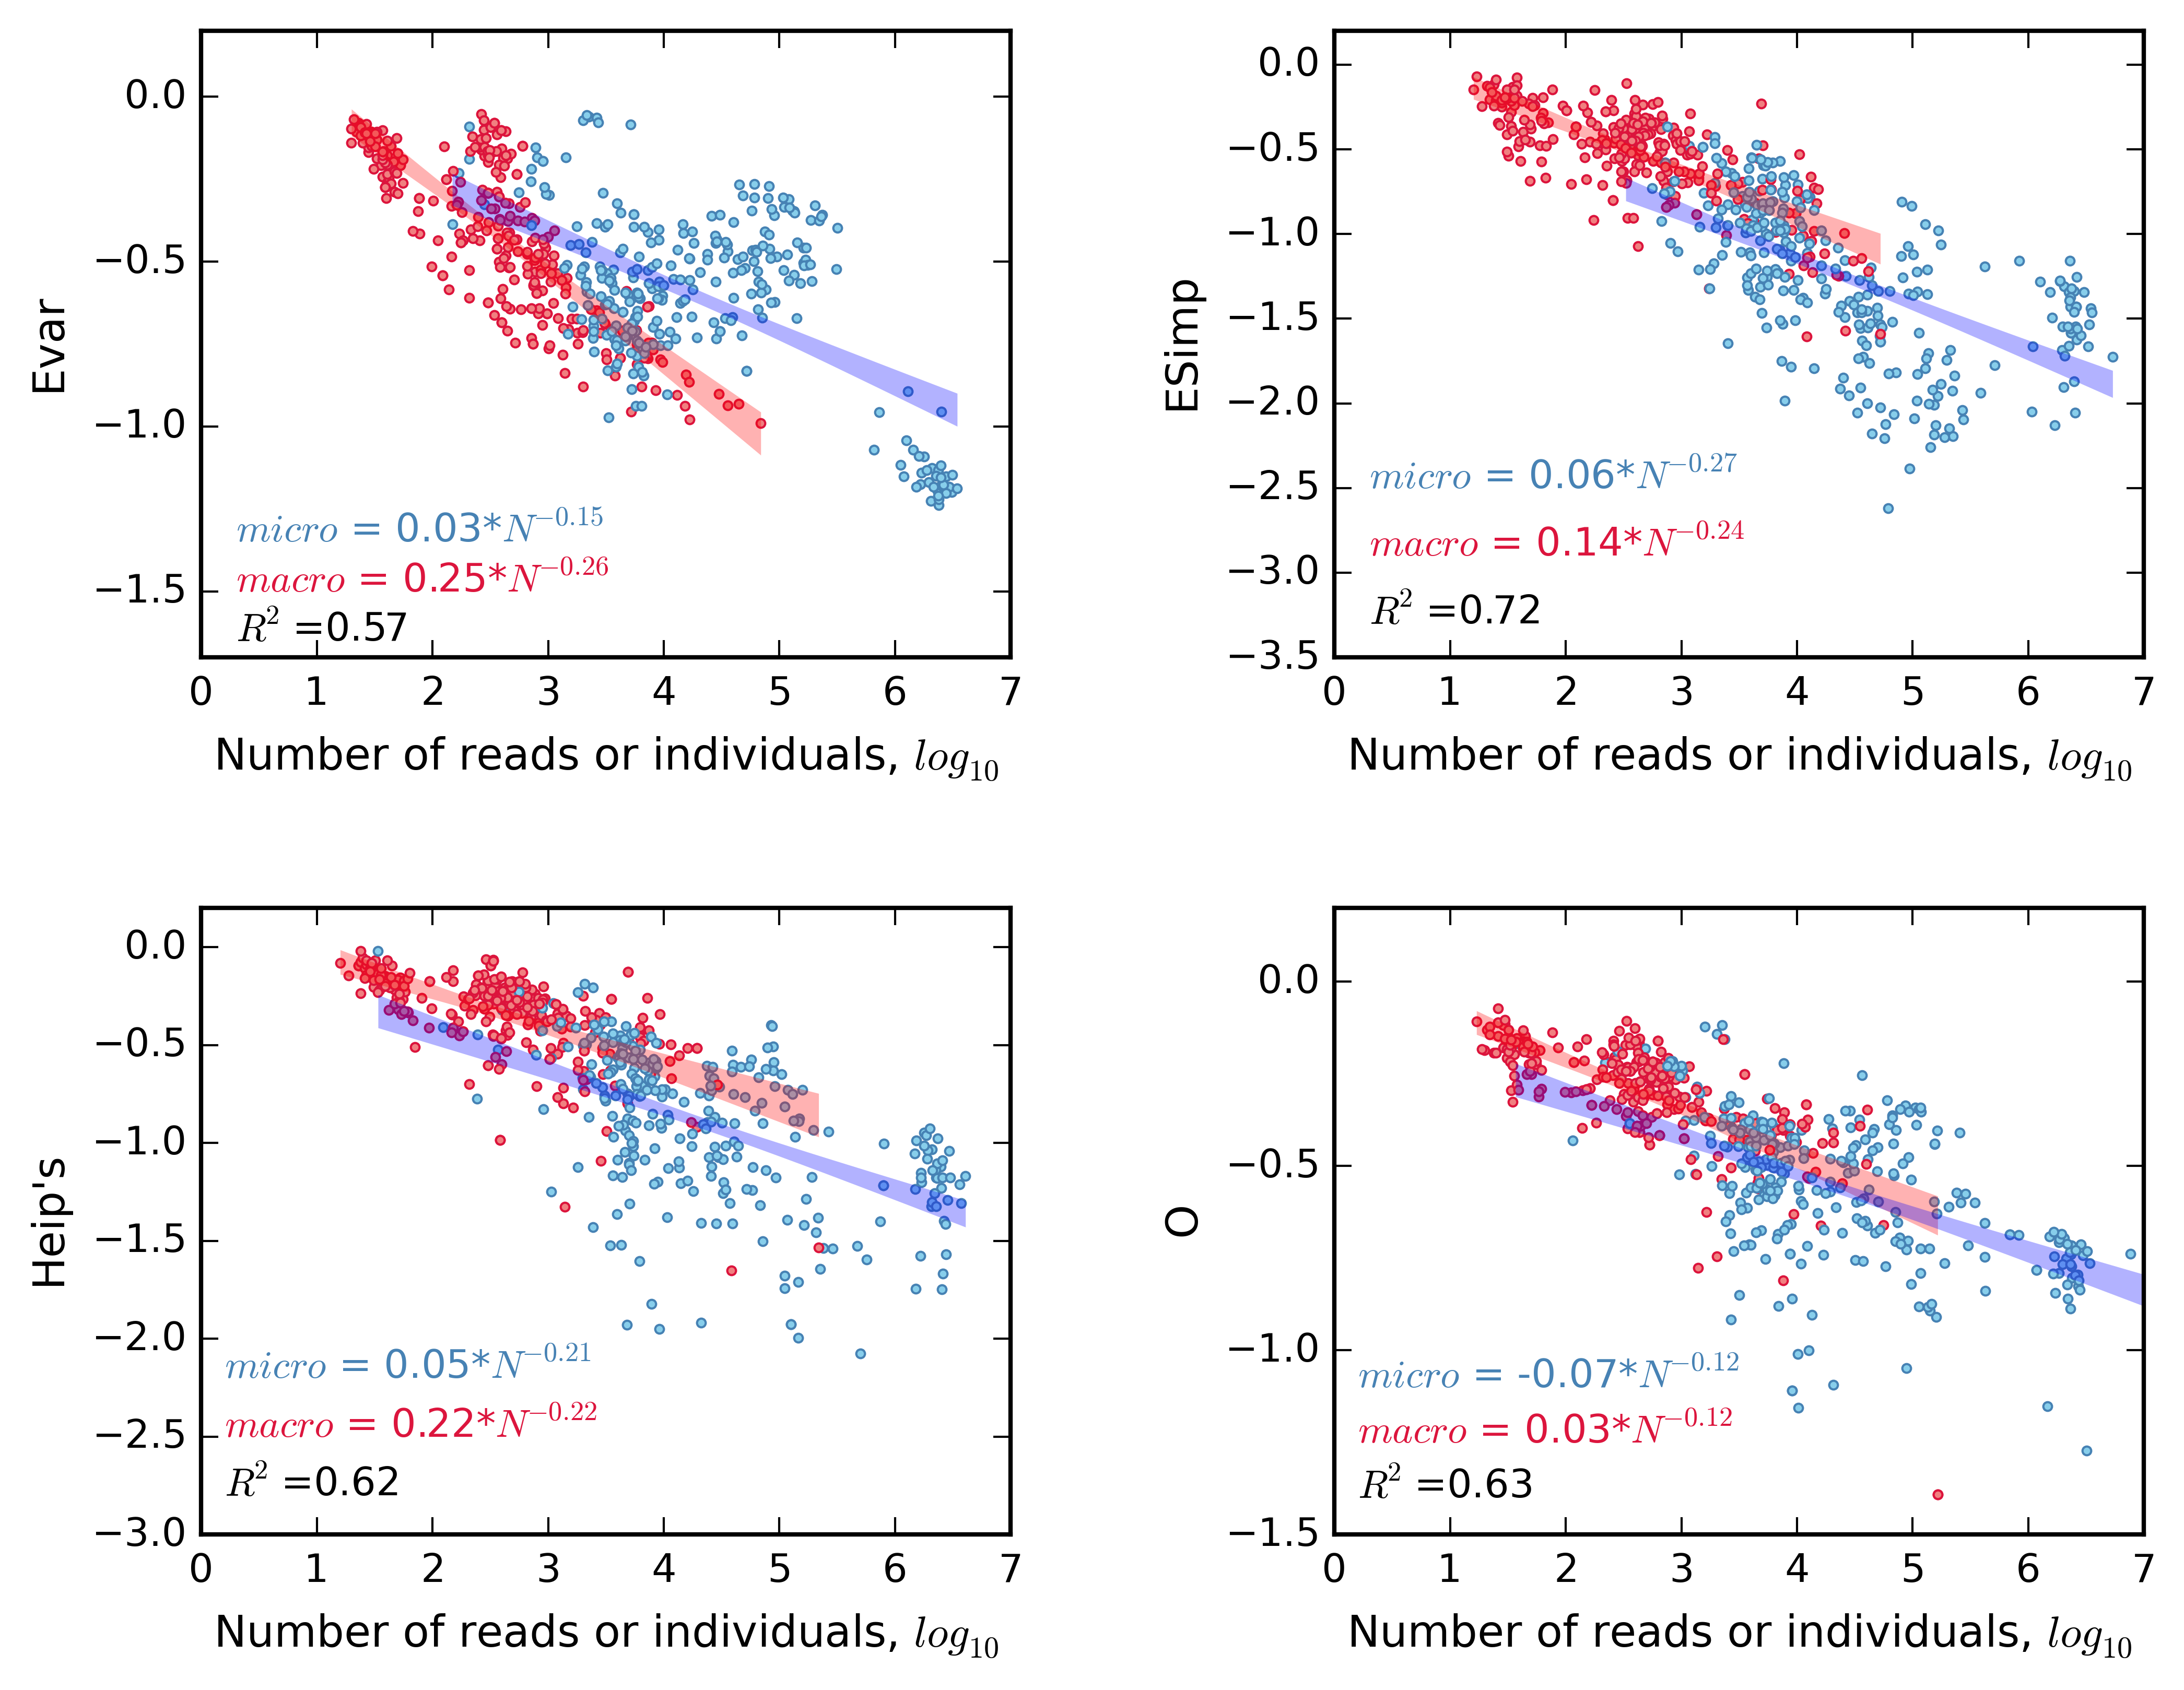 0.0
−0.5
−1.0
−1.5
Evar
micro = 0.03*N^−0.15
macro = 0.25*N^−0.26
R² =0.57
0 1 2 3 4 5 6 7
Number of reads or individuals, log₁₀
0.0
−0.5
−1.0
−1.5
−2.0
−2.5
−3.0
−3.5
ESimp
micro = 0.06*N^−0.27
macro = 0.14*N^−0.24
R² =0.72
0 1 2 3 4 5 6 7
Number of reads or individuals, log₁₀
0.0
−0.5
−1.0
−1.5
−2.0
−2.5
−3.0
Heip's
micro = 0.05*N^−0.21
macro = 0.22*N^−0.22
R² =0.62
0 1 2 3 4 5 6 7
Number of reads or individuals, log₁₀
0.0
−0.5
−1.0
−1.5
O
micro = -0.07*N^−0.12
macro = 0.03*N^−0.12
R² =0.63
0 1 2 3 4 5 6 7
Number of reads or individuals, log₁₀